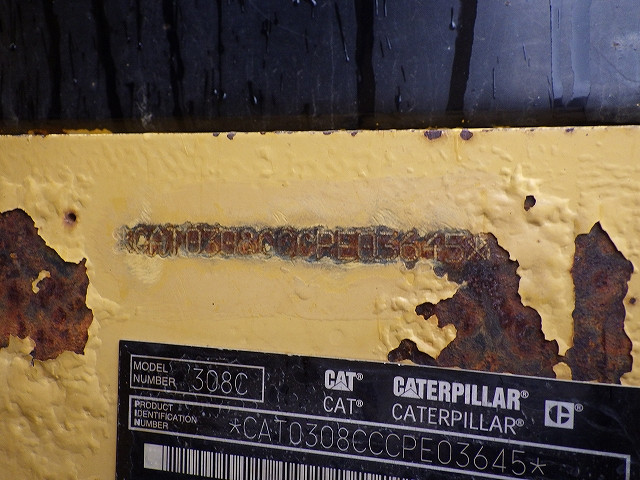 *CAT0308CCCPE03645*
MODEL NUMBER 308C
CAT® CATERPILLAR® C®
CAT® CATERPILLAR®
PRODUCT IDENTIFICATION NUMBER
*CAT0308CCCPE03645*